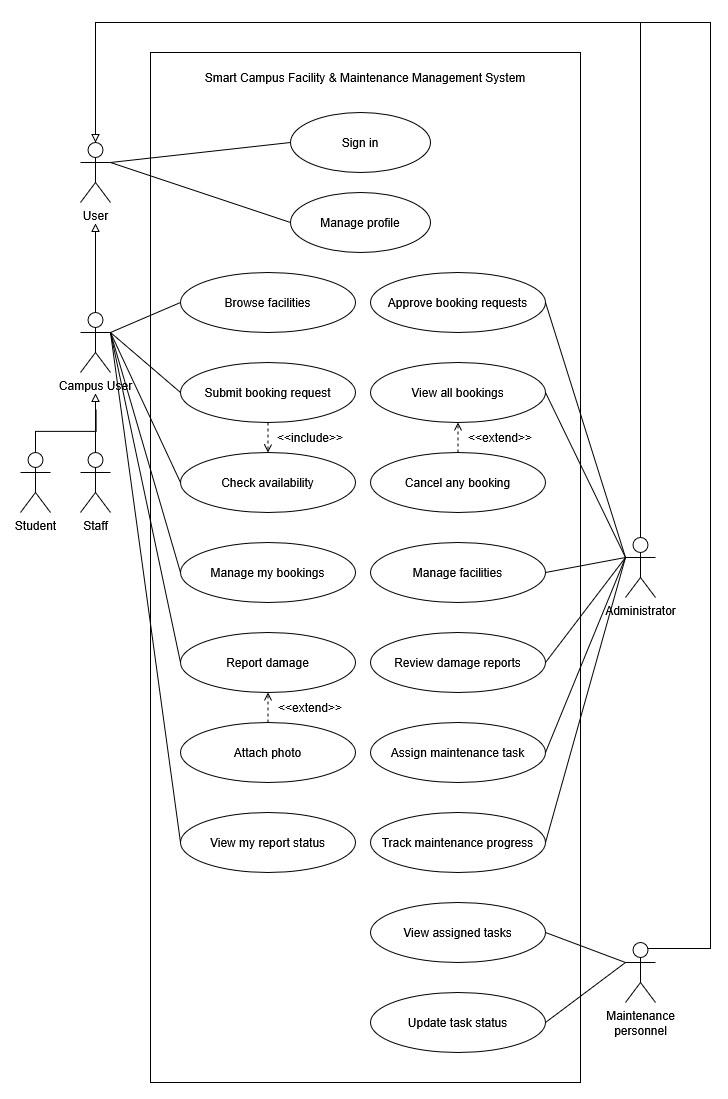 Smart Campus Facility & Maintenance Management System
Sign in
User
Manage profile
Browse facilities
Approve booking requests
Campus User
Submit booking request
View all bookings
<<include>>
<<extend>>
Student
Staff
Check availability
Cancel any booking
Manage my bookings
Manage facilities
Administrator
Report damage
Review damage reports
<<extend>>
Attach photo
Assign maintenance task
View my report status
Track maintenance progress
View assigned tasks
Maintenance
personnel
Update task status